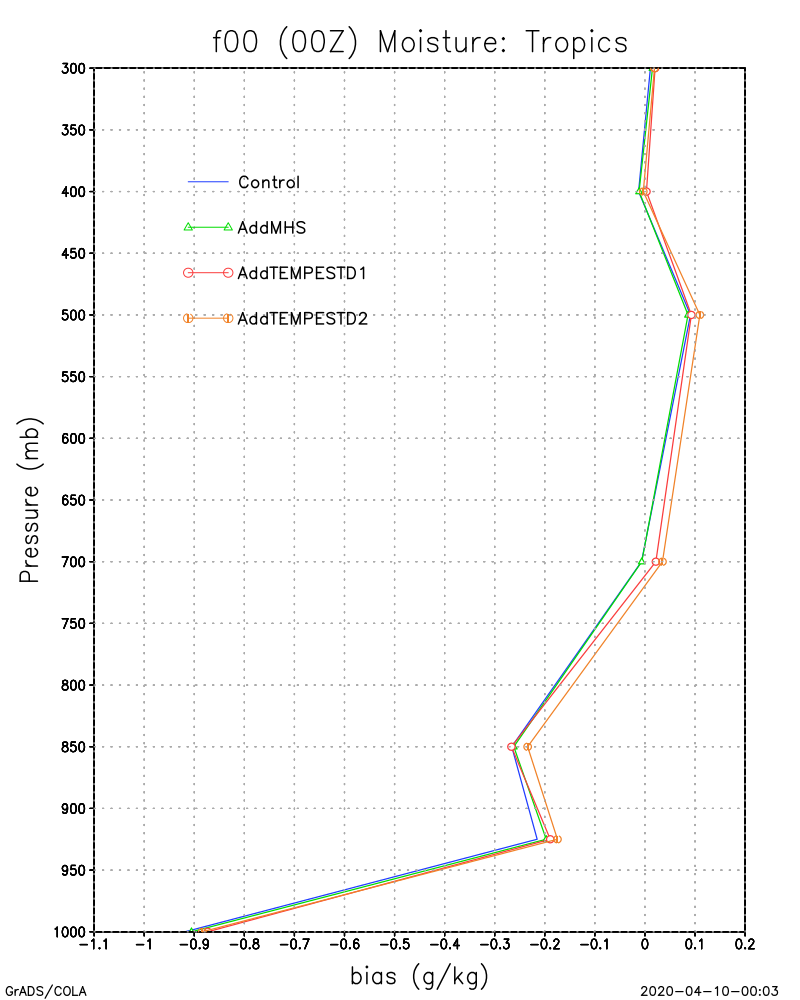 f00 (00Z) Moisture: Tropics
300
350
400
450
500
550
600
650
700
750
800
850
900
950
1000
Control
AddMHS
AddTEMPESTD1
AddTEMPESTD2
Pressure (mb)
-1.1 -1 -0.9 -0.8 -0.7 -0.6 -0.5 -0.4 -0.3 -0.2 -0.1 0 0.1 0.2
bias (g/kg)
GrADS/COLA
2020-04-10-00:03